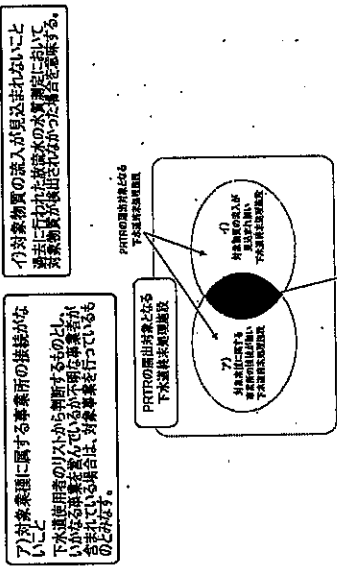 ア)対象業種に属する事業所の接続がな
いこと
下水道使用者のリストから判断するものとし、
いかなる事業を営んでいるか不明な事業者が
含まれている場合は、対象事業を行っているも
のとみなす。
イ)対象物質の流入が見込まれないこと
過去に行われた放流水の水質測定において、
対象物質が検出されなかった場合を意味する。
PRTRの届出対象となる
下水道終末処理施設
PRTRの届出対象となる
下水道終末処理施設
ア)
対象業種に属する
事業所の接続が無い
下水道終末処理施設
イ)
対象物質の流入が
見込まれ無い
下水道終末処理施設